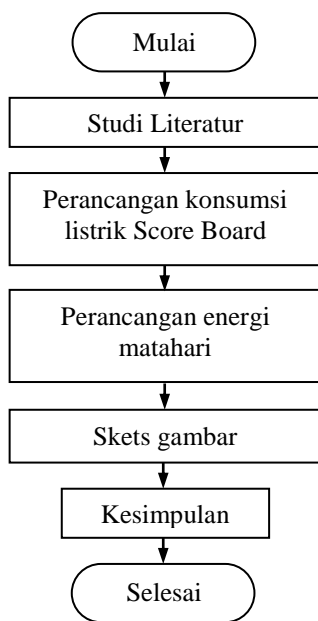 Mulai
Studi Literatur
Perancangan konsumsi
listrik Score Board
Perancangan energi
matahari
Skets gambar
Kesimpulan
Selesai